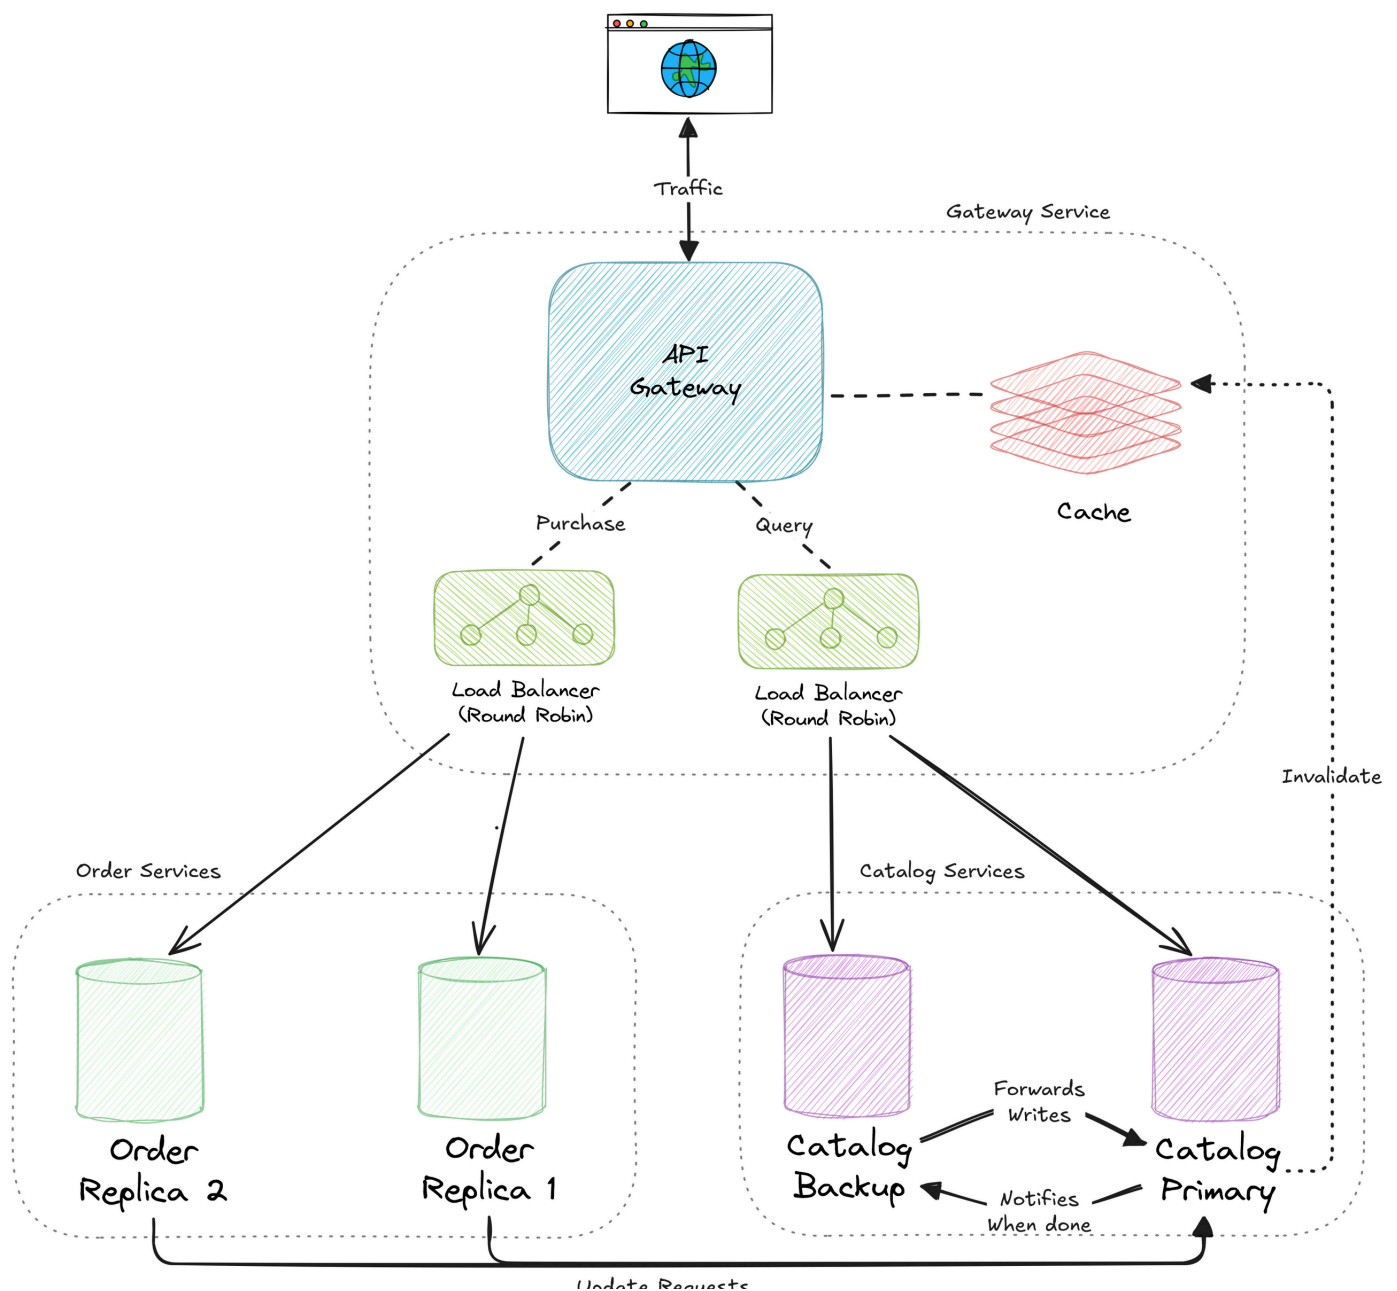 Traffic
Gateway Service
API
Gateway
Cache
Purchase
Query
Load Balancer
(Round Robin)
Load Balancer
(Round Robin)
Invalidate
Order Services
Catalog Services
Forwards
Writes
Order
Replica 2
Order
Replica 1
Catalog
Backup
Catalog
Primary
Notifies
When done
Update Requests